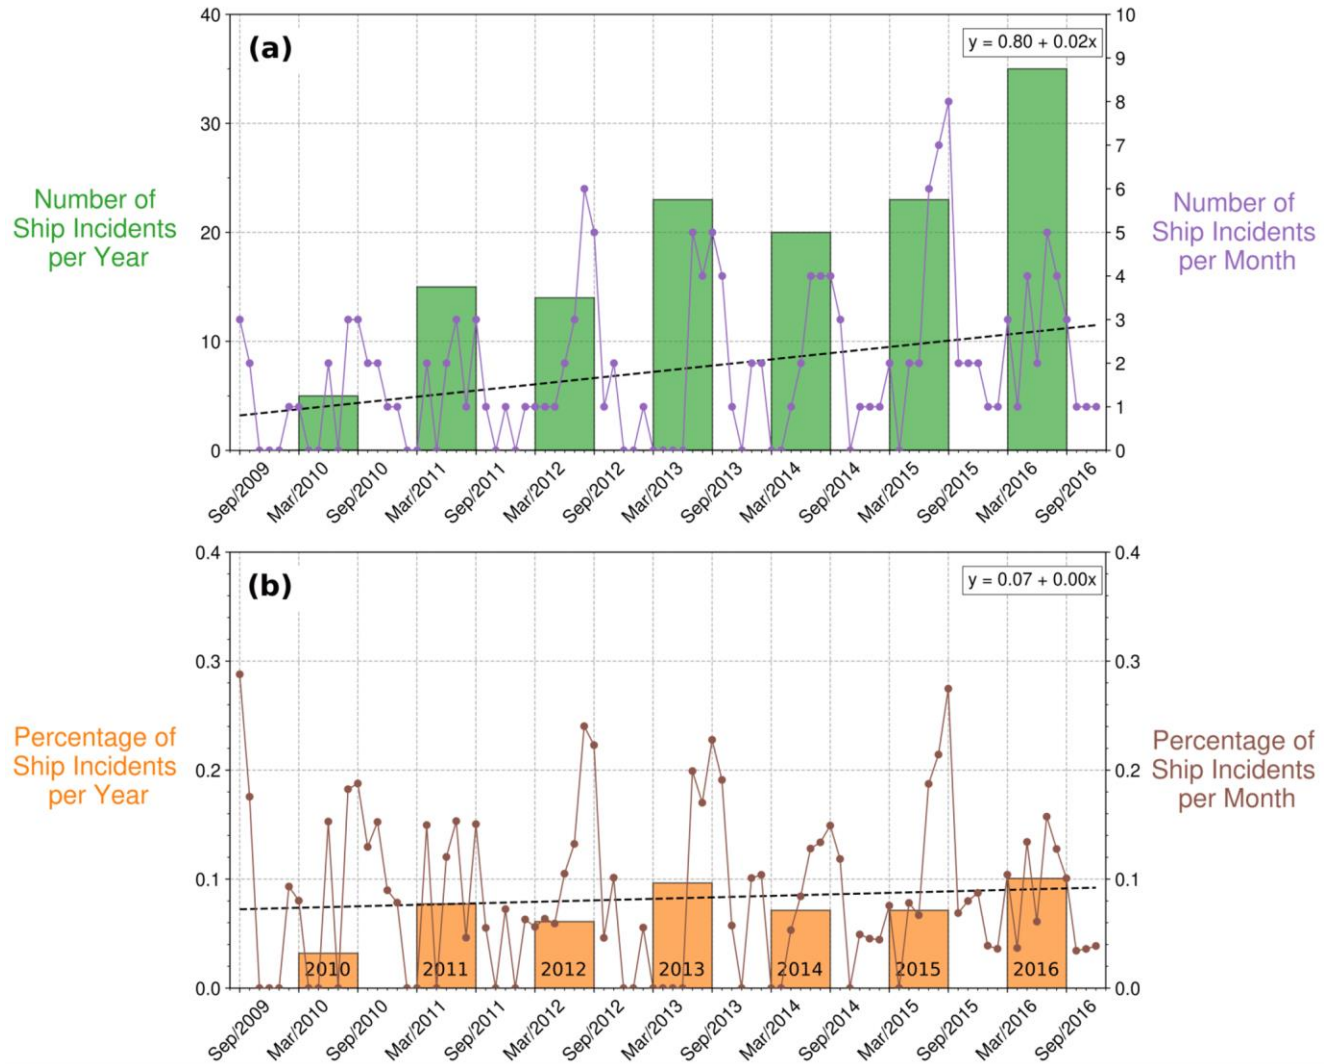 (a)
y = 0.80 + 0.02x
Number of
Ship Incidents
per Year
40
30
20
10
0
10
9
8
7
6
5
4
3
2
1
0
Number of
Ship Incidents
per Month
Sep/2009
Mar/2010
Sep/2010
Mar/2011
Sep/2011
Mar/2012
Sep/2012
Mar/2013
Sep/2013
Mar/2014
Sep/2014
Mar/2015
Sep/2015
Mar/2016
Sep/2016
(b)
y = 0.07 + 0.00x
Percentage of
Ship Incidents
per Year
0.4
0.3
0.2
0.1
0.0
2010
2011
2012
2013
2014
2015
2016
0.4
0.3
0.2
0.1
0.0
Percentage of
Ship Incidents
per Month
Sep/2009
Mar/2010
Sep/2010
Mar/2011
Sep/2011
Mar/2012
Sep/2012
Mar/2013
Sep/2013
Mar/2014
Sep/2014
Mar/2015
Sep/2015
Mar/2016
Sep/2016